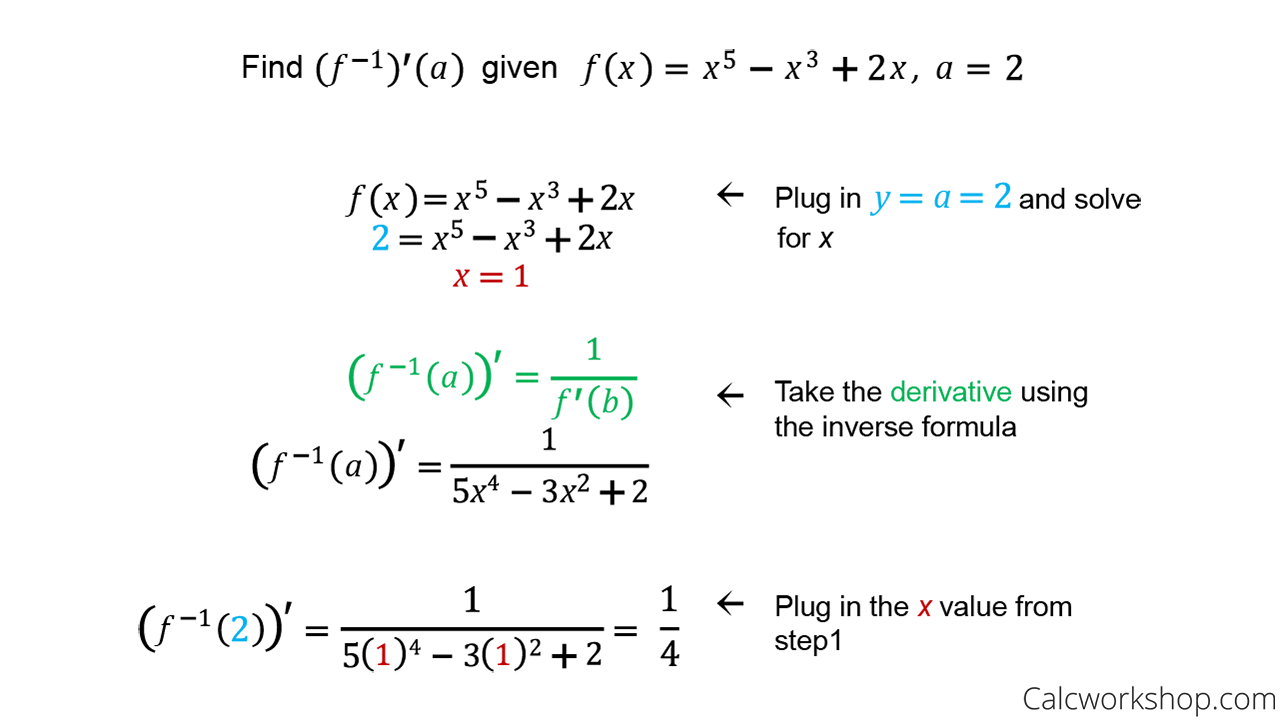 Find (f⁻¹)′(a) given f(x) = x⁵ − x³ + 2x, a = 2
f(x) = x⁵ − x³ + 2x ← Plug in y = a = 2 and solve
2 = x⁵ − x³ + 2x for x
x = 1
(f⁻¹(a))′ = 1/f′(b) ← Take the derivative using
the inverse formula
(f⁻¹(a))′ = 1/(5x⁴ − 3x² + 2)
(f⁻¹(2))′ = 1/(5(1)⁴ − 3(1)² + 2) = 1/4 ← Plug in the x value from
step1
Calcworkshop.com